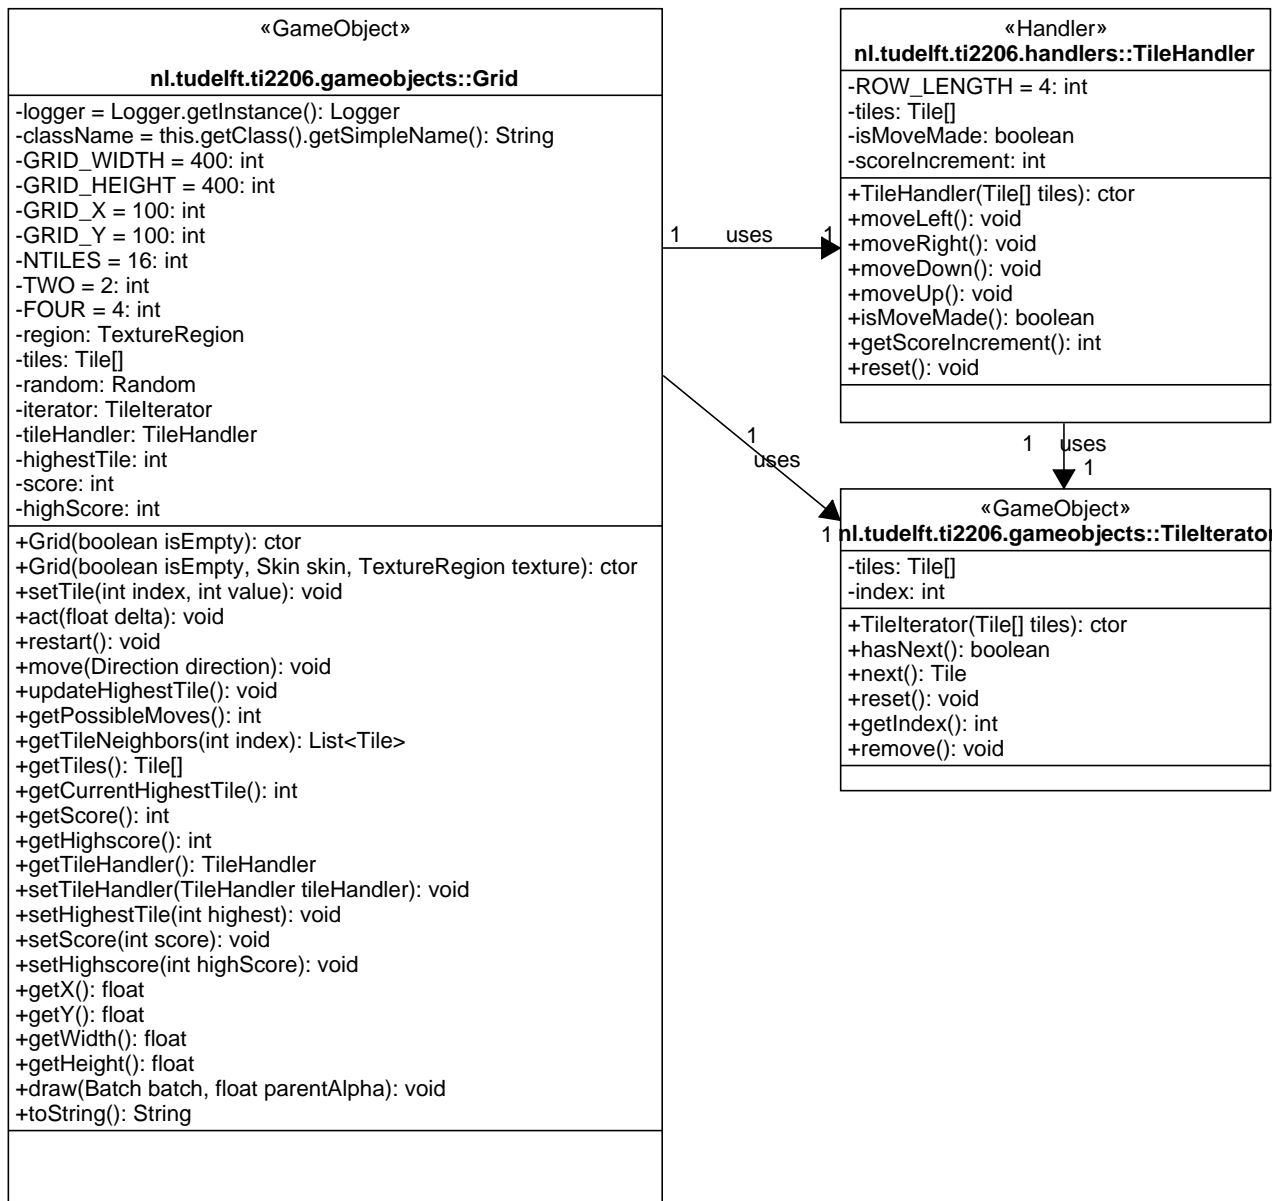 «GameObject»
nl.tudelft.ti2206.gameobjects::Grid
-logger = Logger.getInstance(): Logger
-className = this.getClass().getSimpleName(): String
-GRID_WIDTH = 400: int
-GRID_HEIGHT = 400: int
-GRID_X = 100: int
-GRID_Y = 100: int
-NTILES = 16: int
-TWO = 2: int
-FOUR = 4: int
-region: TextureRegion
-tiles: Tile[]
-random: Random
-iterator: TileIterator
-tileHandler: TileHandler
-highestTile: int
-score: int
-highScore: int
+Grid(boolean isEmpty): ctor
+Grid(boolean isEmpty, Skin skin, TextureRegion texture): ctor
+setTile(int index, int value): void
+act(float delta): void
+restart(): void
+move(Direction direction): void
+updateHighestTile(): void
+getPossibleMoves(): int
+getTileNeighbors(int index): List<Tile>
+getTiles(): Tile[]
+getCurrentHighestTile(): int
+getScore(): int
+getHighscore(): int
+getTileHandler(): TileHandler
+setTileHandler(TileHandler tileHandler): void
+setHighestTile(int highest): void
+setScore(int score): void
+setHighscore(int highScore): void
+getX(): float
+getY(): float
+getWidth(): float
+getHeight(): float
+draw(Batch batch, float parentAlpha): void
+toString(): String
1 uses 1
1
uses
1
«Handler»
nl.tudelft.ti2206.handlers::TileHandler
-ROW_LENGTH = 4: int
-tiles: Tile[]
-isMoveMade: boolean
-scoreIncrement: int
+TileHandler(Tile[] tiles): ctor
+moveLeft(): void
+moveRight(): void
+moveDown(): void
+moveUp(): void
+isMoveMade(): boolean
+getScoreIncrement(): int
+reset(): void
1 uses
1
«GameObject»
nl.tudelft.ti2206.gameobjects::TileIterator
-tiles: Tile[]
-index: int
+TileIterator(Tile[] tiles): ctor
+hasNext(): boolean
+next(): Tile
+reset(): void
+getIndex(): int
+remove(): void